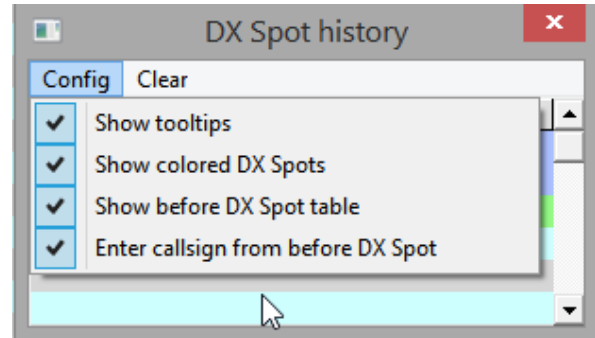 DX Spot history
Config Clear
Show tooltips
Show colored DX Spots
Show before DX Spot table
Enter callsign from before DX Spot